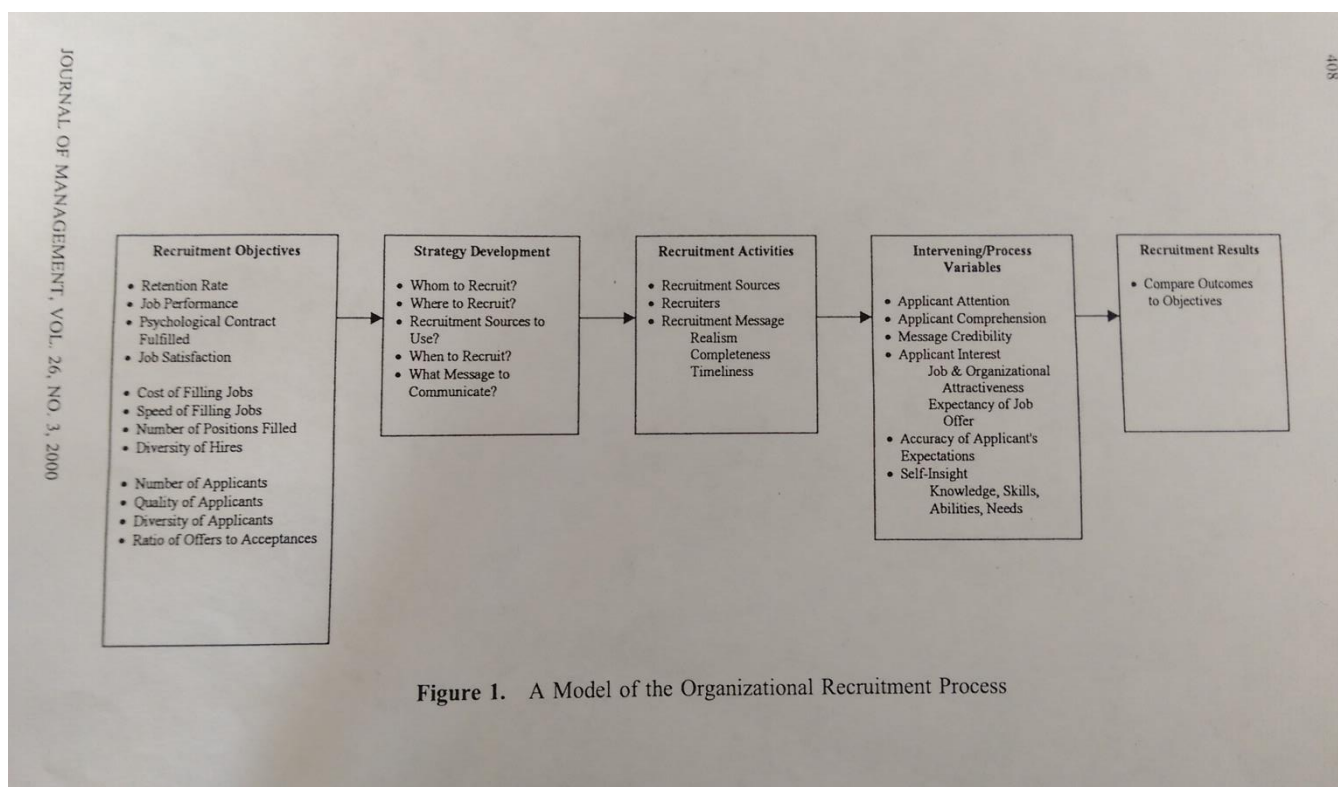 408
JOURNAL OF MANAGEMENT, VOL. 26, NO. 3, 2000
Recruitment Objectives
• Retention Rate
• Job Performance
• Psychological Contract
Fulfilled
• Job Satisfaction
• Cost of Filling Jobs
• Speed of Filling Jobs
• Number of Positions Filled
• Diversity of Hires
• Number of Applicants
• Quality of Applicants
• Diversity of Applicants
• Ratio of Offers to Acceptances
Strategy Development
• Whom to Recruit?
• Where to Recruit?
• Recruitment Sources to
Use?
• When to Recruit?
• What Message to
Communicate?
Recruitment Activities
• Recruitment Sources
• Recruiters
• Recruitment Message
Realism
Completeness
Timeliness
Intervening/Process
Variables
• Applicant Attention
• Applicant Comprehension
• Message Credibility
• Applicant Interest
Job & Organizational
Attractiveness
Expectancy of Job
Offer
• Accuracy of Applicant's
Expectations
• Self-Insight
Knowledge, Skills,
Abilities, Needs
Recruitment Results
• Compare Outcomes
to Objectives
Figure 1. A Model of the Organizational Recruitment Process